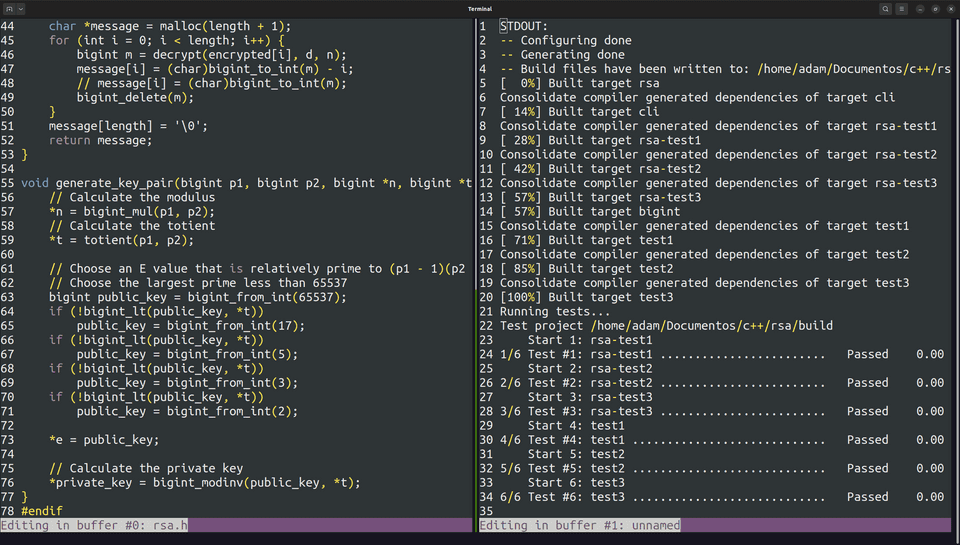 Terminal
44     char *message = malloc(length + 1);
45     for (int i = 0; i < length; i++) {
46         bigint m = decrypt(encrypted[i], d, n);
47         message[i] = (char)bigint_to_int(m) - i;
48         // message[i] = (char)bigint_to_int(m);
49         bigint_delete(m);
50     }
51     message[length] = '\0';
52     return message;
53 }
54
55 void generate_key_pair(bigint p1, bigint p2, bigint *n, bigint *t
56     // Calculate the modulus
57     *n = bigint_mul(p1, p2);
58     // Calculate the totient
59     *t = totient(p1, p2);
60
61     // Choose an E value that is relatively prime to (p1 - 1)(p2
62     // Choose the largest prime less than 65537
63     bigint public_key = bigint_from_int(65537);
64     if (!bigint_lt(public_key, *t))
65         public_key = bigint_from_int(17);
66     if (!bigint_lt(public_key, *t))
67         public_key = bigint_from_int(5);
68     if (!bigint_lt(public_key, *t))
69         public_key = bigint_from_int(3);
70     if (!bigint_lt(public_key, *t))
71         public_key = bigint_from_int(2);
72
73     *e = public_key;
74
75     // Calculate the private key
76     *private_key = bigint_modinv(public_key, *t);
77 }
78 #endif
Editing in buffer #0: rsa.h
1  STDOUT:
2  -- Configuring done
3  -- Generating done
4  -- Build files have been written to: /home/adam/Documentos/c++/rs
5  [  0%] Built target rsa
6  Consolidate compiler generated dependencies of target cli
7  [ 14%] Built target cli
8  Consolidate compiler generated dependencies of target rsa-test1
9  [ 28%] Built target rsa-test1
10 Consolidate compiler generated dependencies of target rsa-test2
11 [ 42%] Built target rsa-test2
12 Consolidate compiler generated dependencies of target rsa-test3
13 [ 57%] Built target rsa-test3
14 [ 57%] Built target bigint
15 Consolidate compiler generated dependencies of target test1
16 [ 71%] Built target test1
17 Consolidate compiler generated dependencies of target test2
18 [ 85%] Built target test2
19 Consolidate compiler generated dependencies of target test3
20 [100%] Built target test3
21 Running tests...
22 Test project /home/adam/Documentos/c++/rsa/build
23     Start 1: rsa-test1
24 1/6 Test #1: rsa-test1 ........................   Passed    0.00
25     Start 2: rsa-test2
26 2/6 Test #2: rsa-test2 ........................   Passed    0.00
27     Start 3: rsa-test3
28 3/6 Test #3: rsa-test3 ........................   Passed    0.00
29     Start 4: test1
30 4/6 Test #4: test1 ............................   Passed    0.00
31     Start 5: test2
32 5/6 Test #5: test2 ............................   Passed    0.00
33     Start 6: test3
34 6/6 Test #6: test3 ............................   Passed    0.00
35
Editing in buffer #1: unnamed